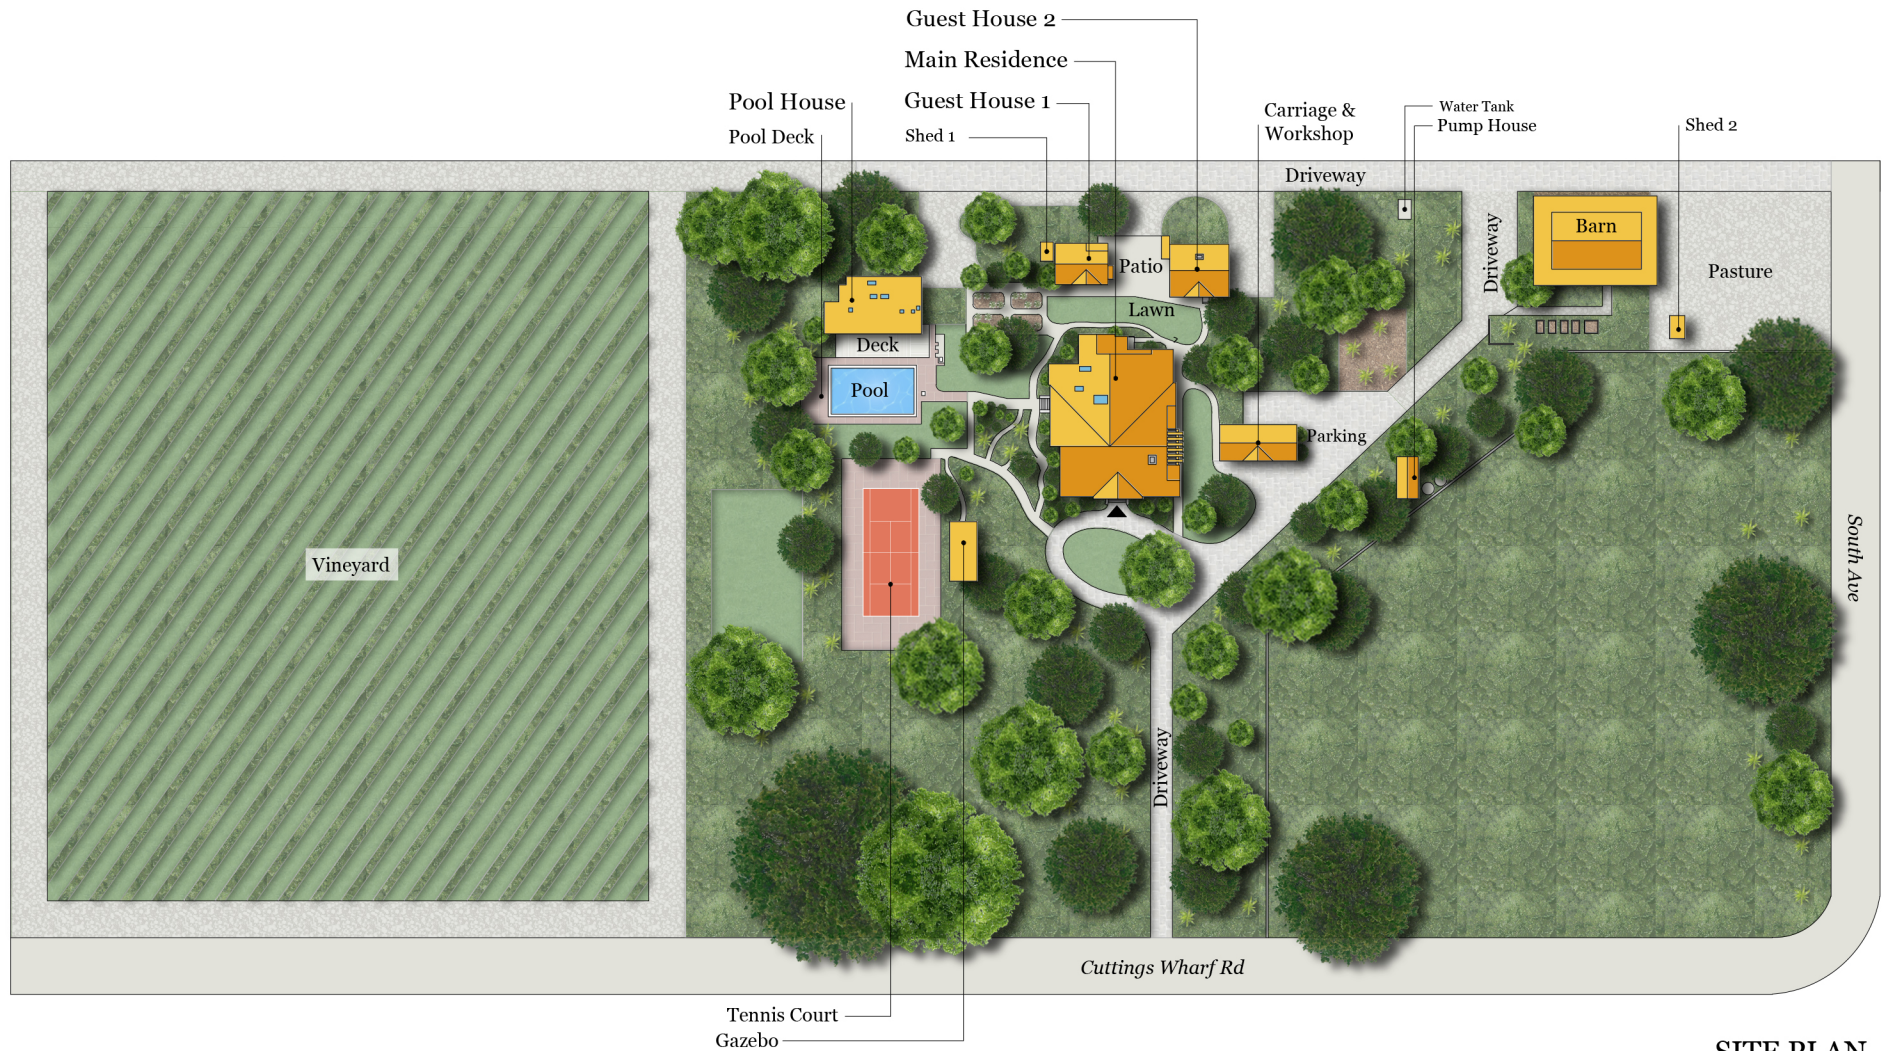 Guest House 2
Main Residence
Pool House
Guest House 1
Carriage &
Workshop
Water Tank
Pump House
Shed 2
Pool Deck
Shed 1
Driveway
Driveway
Barn
Patio
Pasture
Lawn
Deck
Pool
Parking
Vineyard
South Ave
Driveway
Cuttings Wharf Rd
Tennis Court
Gazebo
SITE PLAN